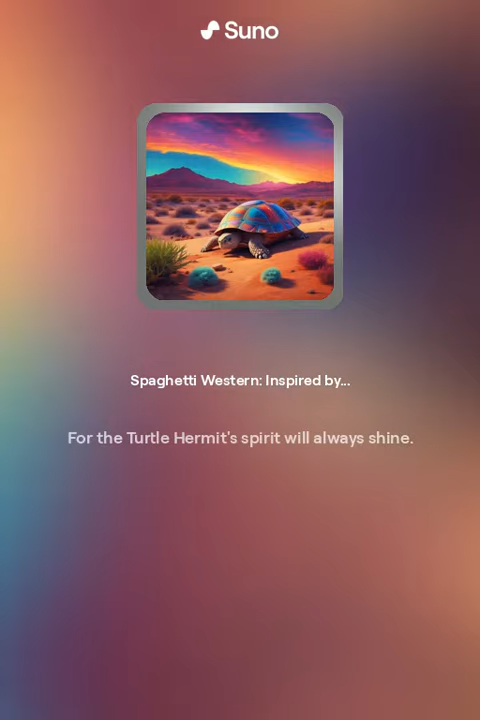 Suno
Spaghetti Western: Inspired by...
For the Turtle Hermit's spirit will always shine.